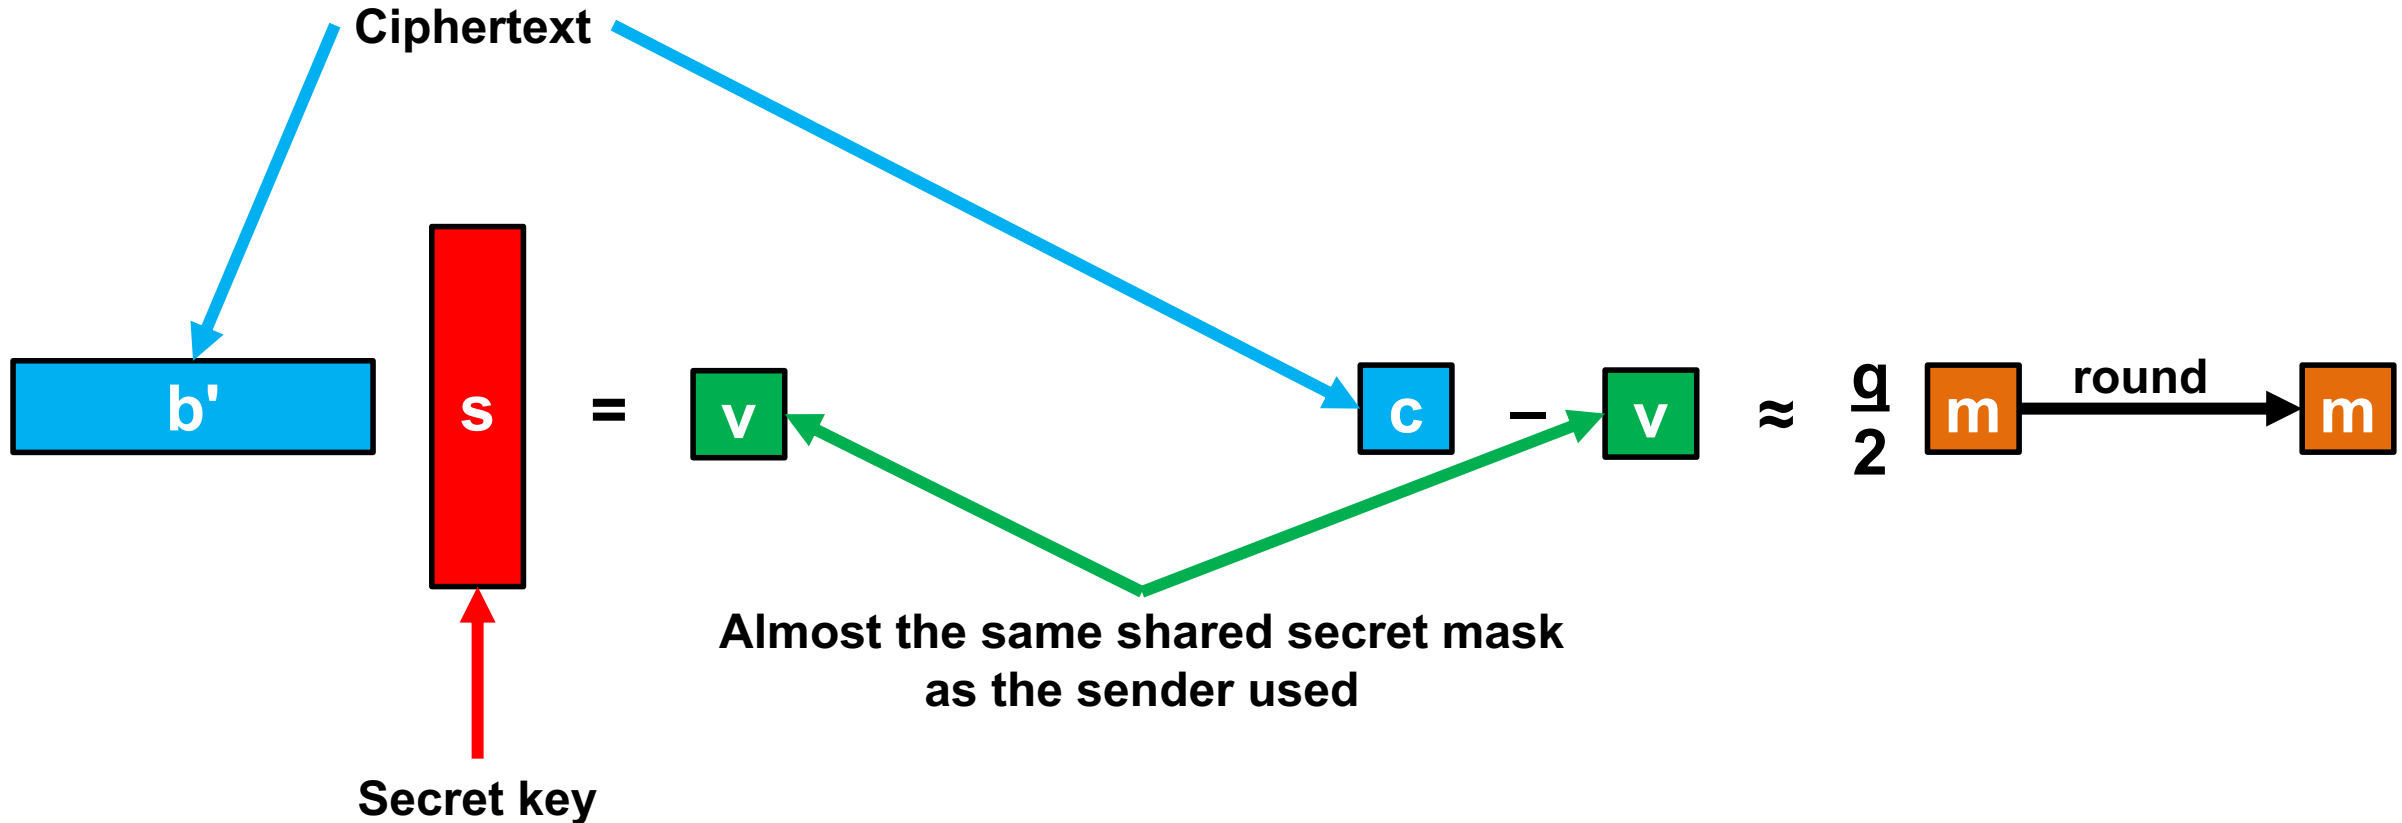 Ciphertext
b' s = v c – v ≈ q/2 m round m
Almost the same shared secret mask
as the sender used
Secret key